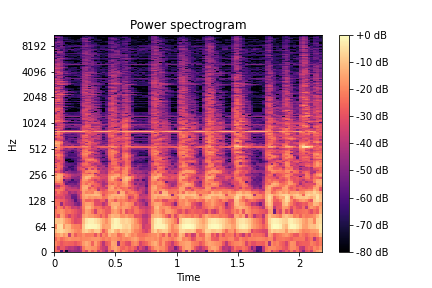 Power spectrogram
Hz
8192
4096
2048
1024
512
256
128
64
0
0 0.5 1 1.5 2
Time
+0 dB
-10 dB
-20 dB
-30 dB
-40 dB
-50 dB
-60 dB
-70 dB
-80 dB